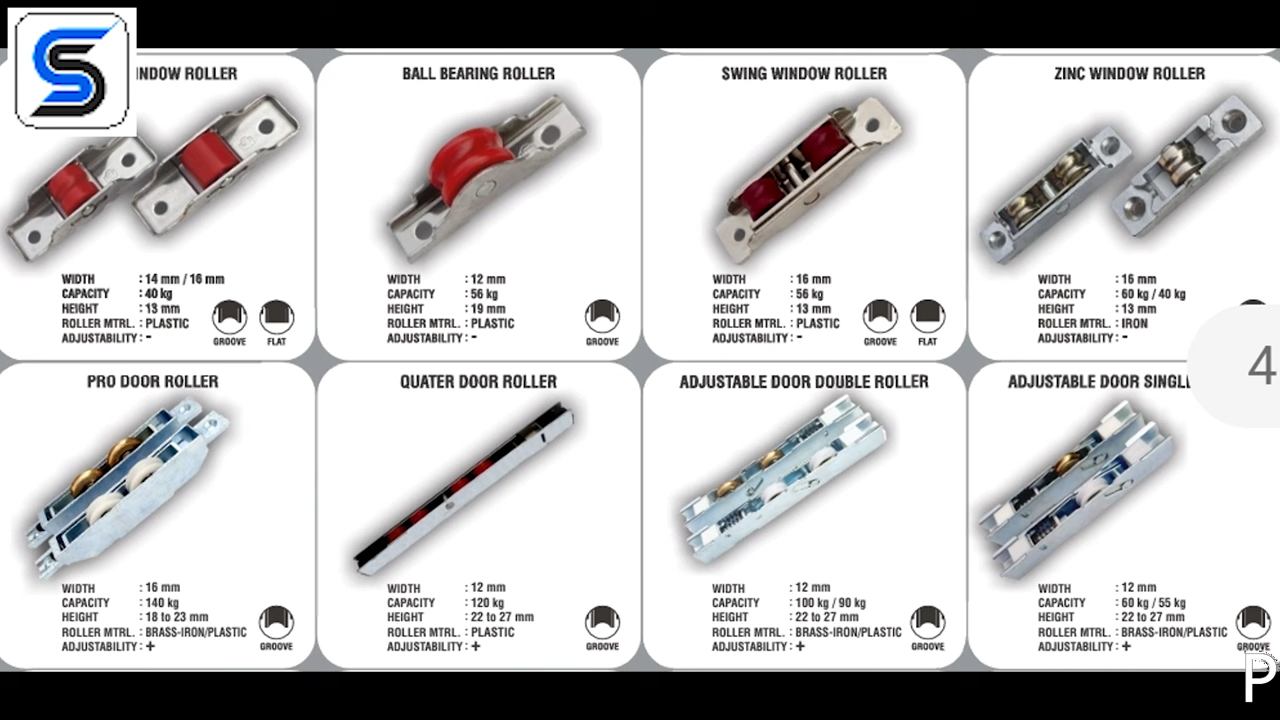 INDOW ROLLER
WIDTH : 14 mm / 16 mm
CAPACITY : 40 kg
HEIGHT : 13 mm
ROLLER MTRL. : PLASTIC
ADJUSTABILITY : -
GROOVE FLAT
BALL BEARING ROLLER
WIDTH : 12 mm
CAPACITY : 56 kg
HEIGHT : 19 mm
ROLLER MTRL. : PLASTIC
ADJUSTABILITY : -
GROOVE
SWING WINDOW ROLLER
WIDTH : 16 mm
CAPACITY : 56 kg
HEIGHT : 13 mm
ROLLER MTRL. : PLASTIC
ADJUSTABILITY : -
GROOVE FLAT
ZINC WINDOW ROLLER
WIDTH : 16 mm
CAPACITY : 60 kg / 40 kg
HEIGHT : 13 mm
ROLLER MTRL. : IRON
ADJUSTABILITY : -
4
PRO DOOR ROLLER
WIDTH : 16 mm
CAPACITY : 140 kg
HEIGHT : 18 to 23 mm
ROLLER MTRL. : BRASS-IRON/PLASTIC
ADJUSTABILITY : +
GROOVE
QUATER DOOR ROLLER
WIDTH : 12 mm
CAPACITY : 120 kg
HEIGHT : 22 to 27 mm
ROLLER MTRL. : PLASTIC
ADJUSTABILITY : +
GROOVE
ADJUSTABLE DOOR DOUBLE ROLLER
WIDTH : 12 mm
CAPACITY : 100 kg / 90 kg
HEIGHT : 22 to 27 mm
ROLLER MTRL. : BRASS-IRON/PLASTIC
ADJUSTABILITY : +
GROOVE
ADJUSTABLE DOOR SINGL
WIDTH : 12 mm
CAPACITY : 60 kg / 55 kg
HEIGHT : 22 to 27 mm
ROLLER MTRL. : BRASS-IRON/PLASTIC
ADJUSTABILITY : +
GROOVE
P